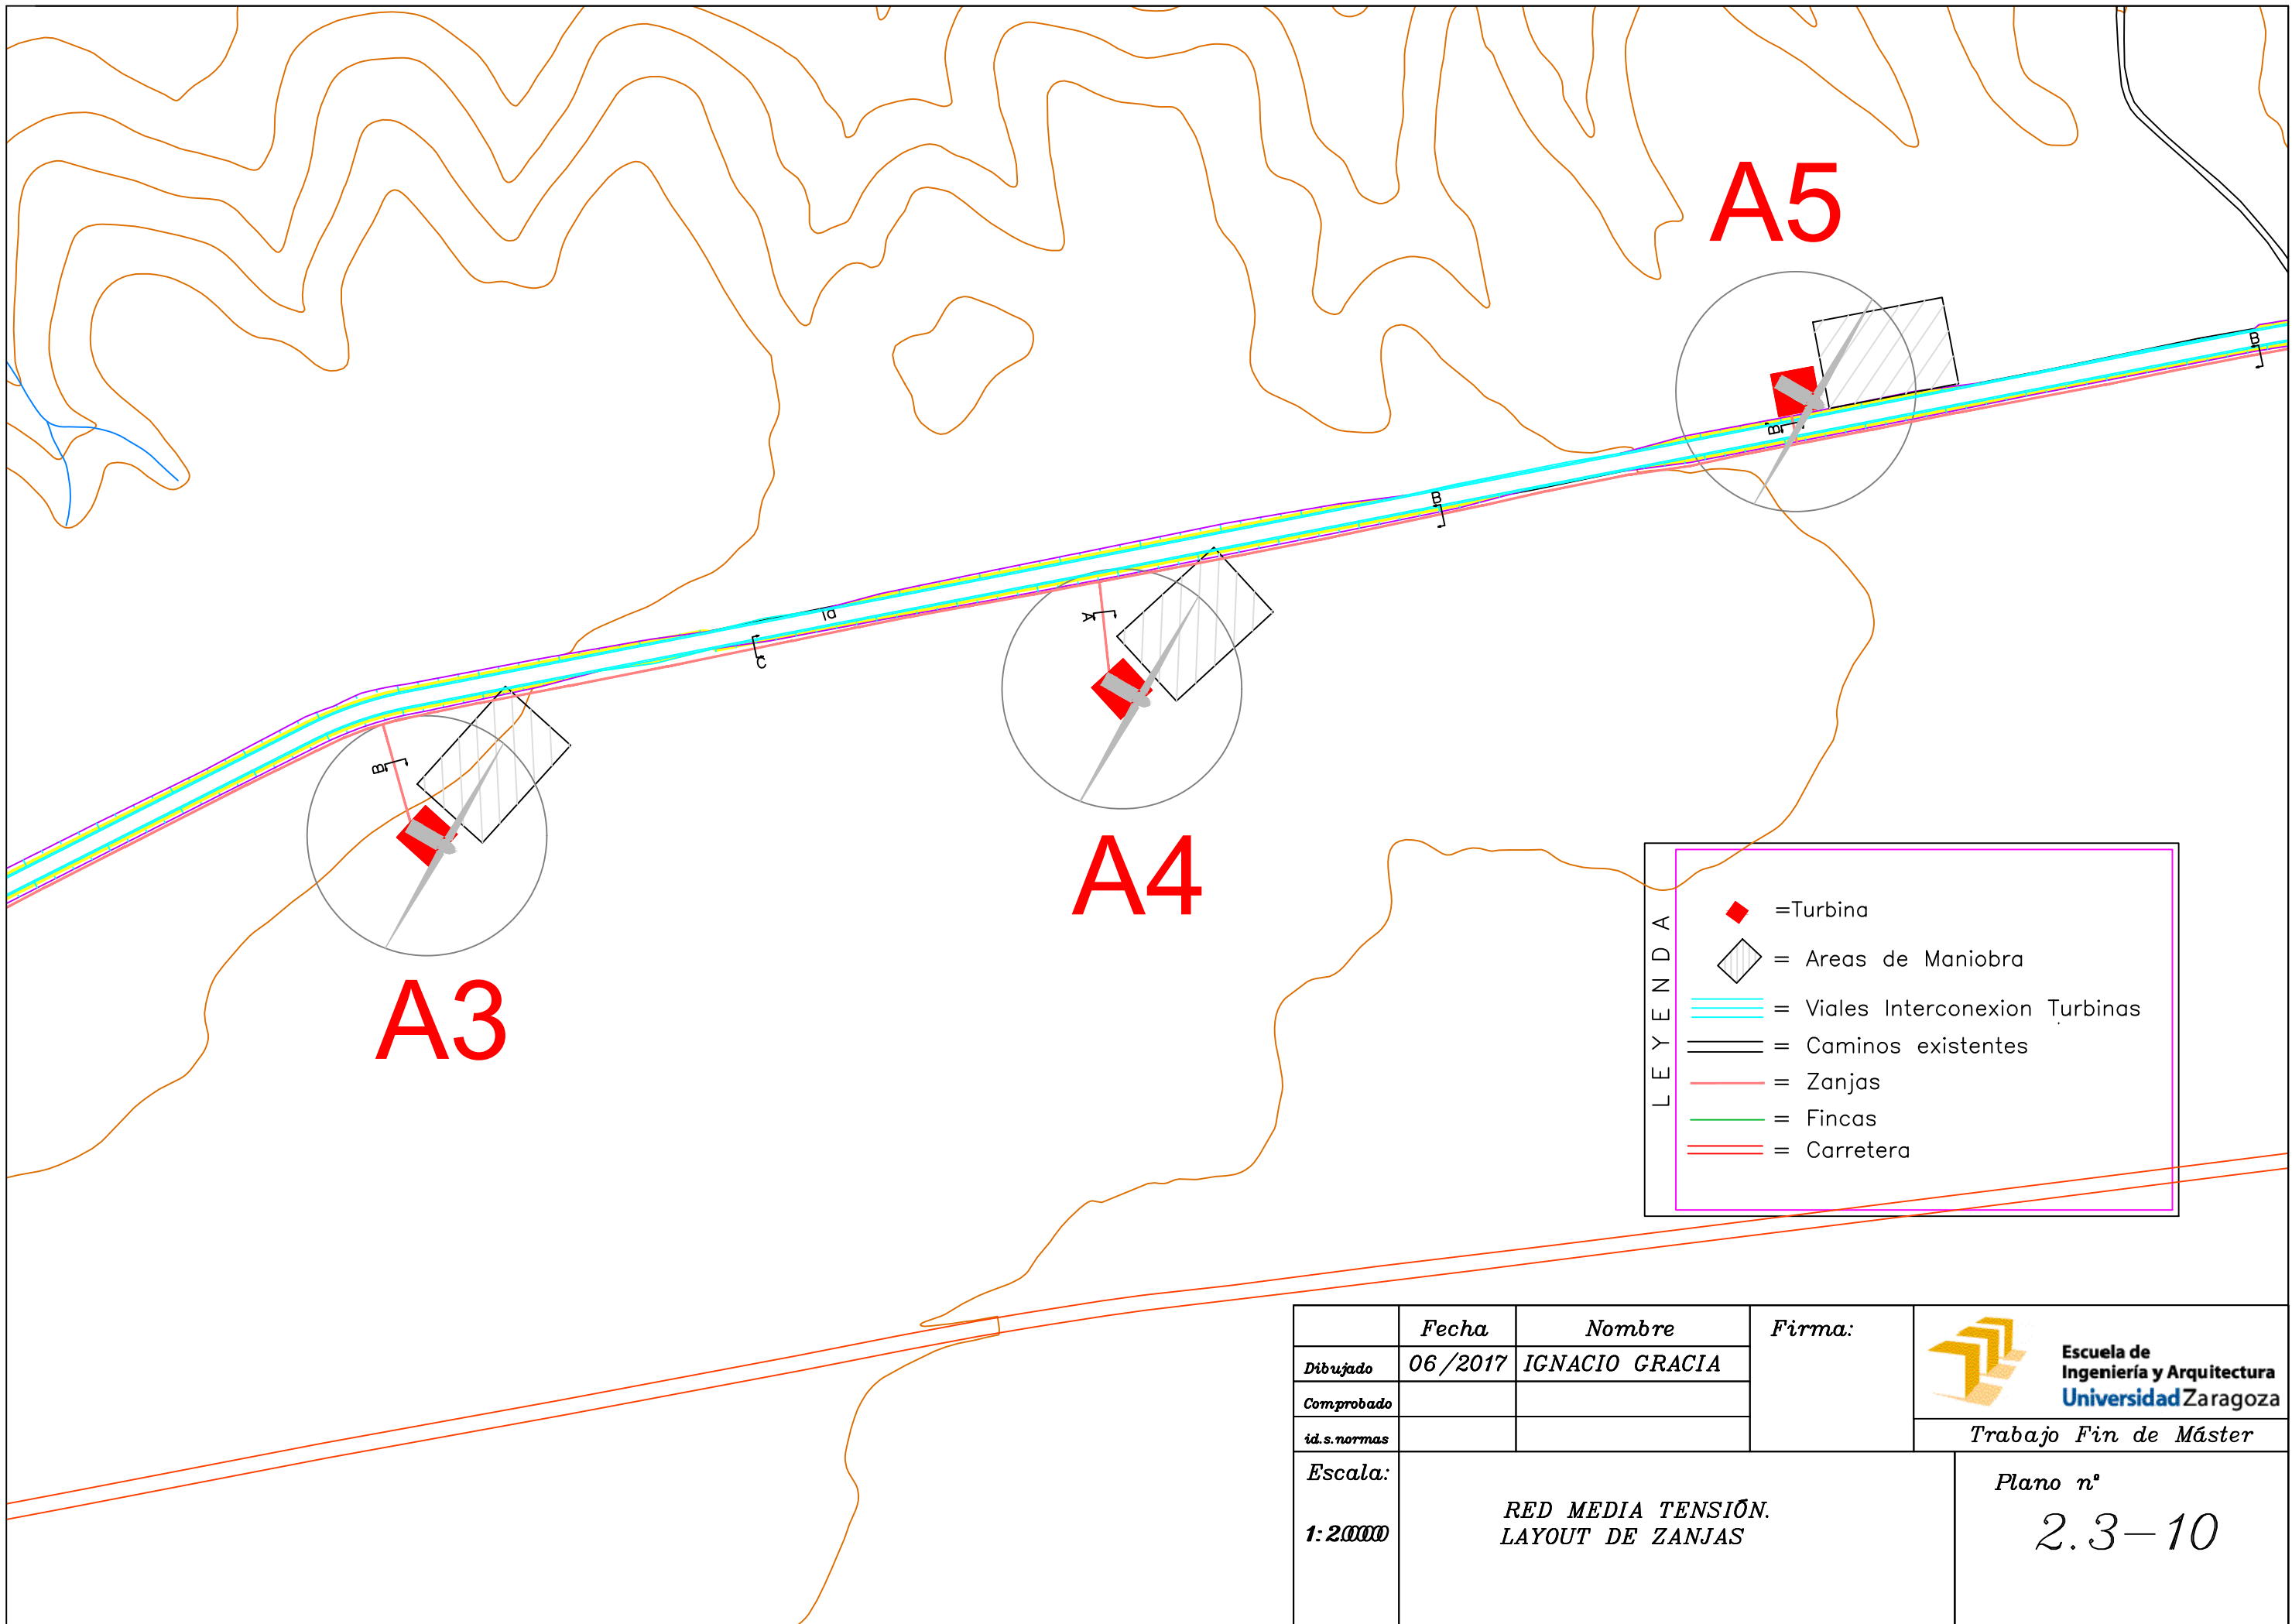 A5
B
B
B
A
ID
C
B
A4
A3
LEYENDA
=Turbina
= Areas de Maniobra
= Viales Interconexion Turbinas
= Caminos existentes
= Zanjas
= Fincas
= Carretera
Fecha Nombre Firma:
Dibujado 06/2017 IGNACIO GRACIA
Comprobado
id.s.normas
Escuela de
Ingeniería y Arquitectura
Universidad Zaragoza
Trabajo Fin de Máster
Escala:
RED MEDIA TENSIÓN.
LAYOUT DE ZANJAS
Plano nº
2.3-10